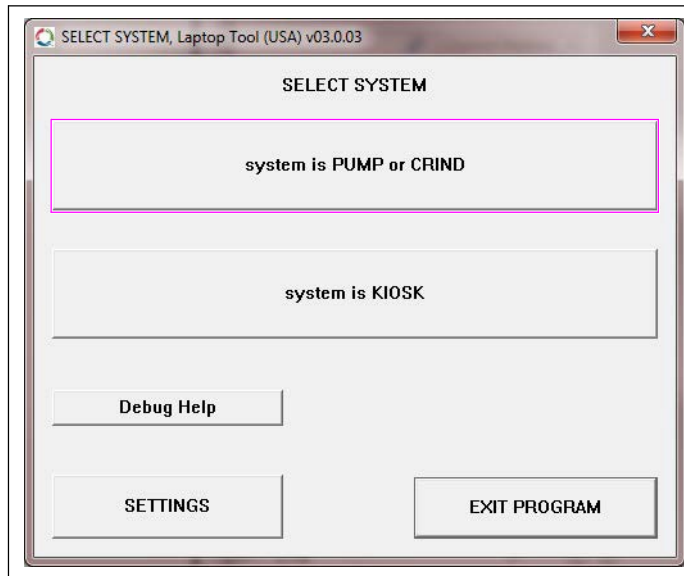 SELECT SYSTEM, Laptop Tool (USA) v03.0.03
SELECT SYSTEM
system is PUMP or CRIND
system is KIOSK
Debug Help
SETTINGS
EXIT PROGRAM